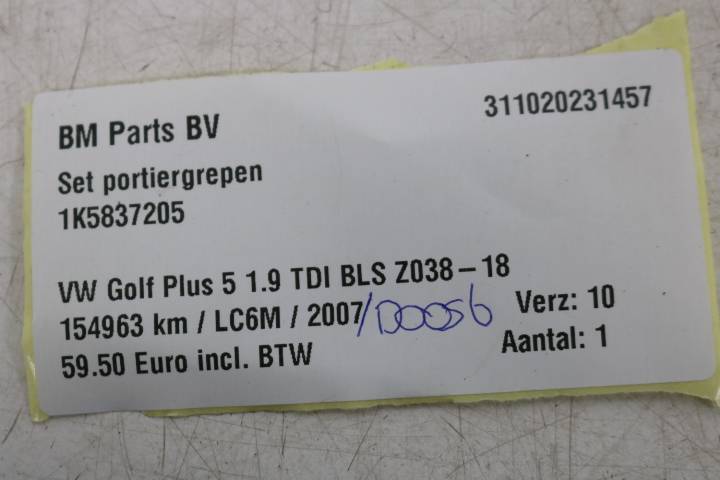 BM Parts BV
311020231457
Set portiergrepen
1K5837205
VW Golf Plus 5 1.9 TDI BLS Z038-18
154963 km / LC6M / 2007 / DOOS6
Verz: 10
59.50 Euro incl. BTW
Aantal: 1